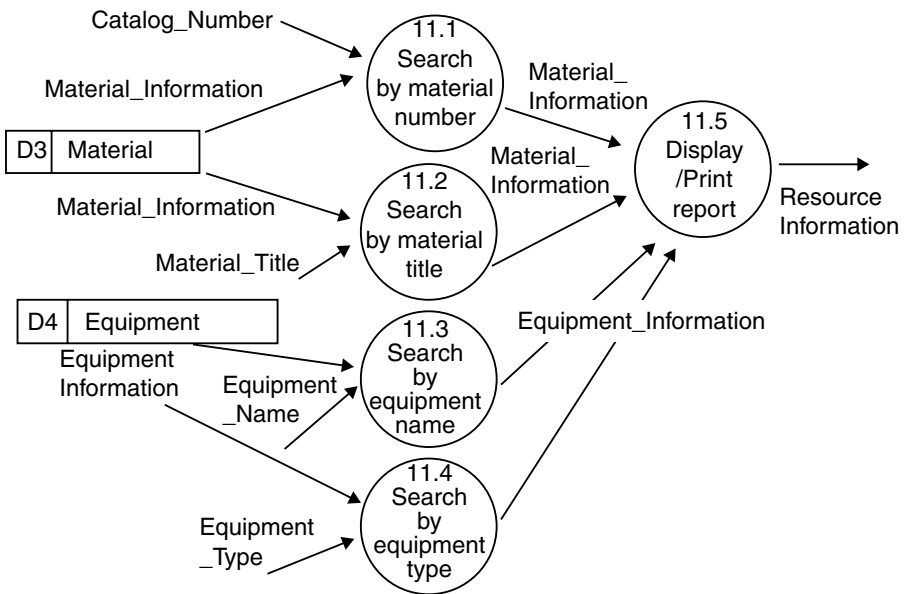 Catalog_Number
11.1
Search
by material
number
Material_
Information
Material_Information
11.5
Display
/Print
report
D3 Material
Material_
Information
11.2
Search
by material
title
Resource
Information
Material_Information
Material_Title
D4 Equipment
Equipment_Information
11.3
Search
by
equipment
name
Equipment
Information
Equipment
_Name
11.4
Search
by
equipment
type
Equipment
_Type